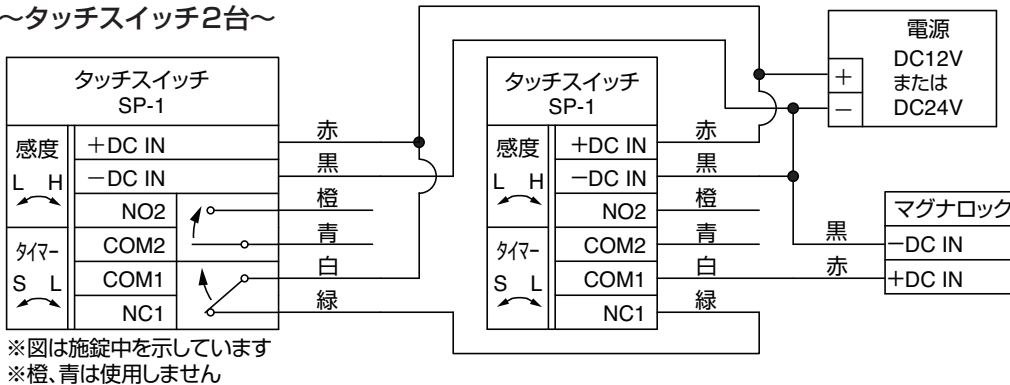 ～タッチスイッチ2台～
タッチスイッチ
SP-1
感度
L H
タイマー
S L
＋DC IN
－DC IN
NO2
COM2
COM1
NC1
赤
黒
橙
青
白
緑
タッチスイッチ
SP-1
感度
L H
タイマー
S L
＋DC IN
－DC IN
NO2
COM2
COM1
NC1
赤
黒
橙
青
白
緑
電源
DC12V
または
DC24V
＋
－
マグナロック
黒
－DC IN
赤
＋DC IN
※図は施錠中を示しています
※橙、青は使用しません